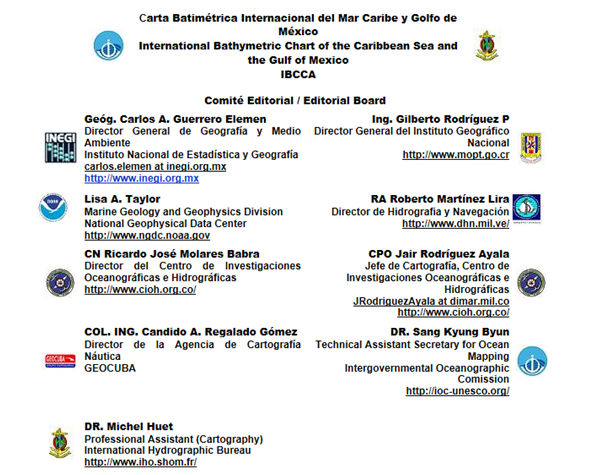 Carta Batimétrica Internacional del Mar Caribe y Golfo de
México
International Bathymetric Chart of the Caribbean Sea and
the Gulf of Mexico
IBCCA
Comité Editorial / Editorial Board
INEGI
Geóg. Carlos A. Guerrero Elemen
Director General de Geografía y Medio
Ambiente
Instituto Nacional de Estadística y Geografía
carlos.elemen at inegi.org.mx
http://www.inegi.org.mx
Ing. Gilberto Rodríguez P
Director General del Instituto Geográfico
Nacional
http://www.mopt.go.cr
Lisa A. Taylor
Marine Geology and Geophysics Division
National Geophysical Data Center
http://www.ngdc.noaa.gov
RA Roberto Martínez Lira
Director de Hidrografia y Navegación
http://www.dhn.mil.ve/
CN Ricardo José Molares Babra
Director del Centro de Investigaciones
Oceanográficas e Hidrográficas
http://www.cioh.org.co/
CPO Jair Rodríguez Ayala
Jefe de Cartografía, Centro de
Investigaciones Oceanográficas e
Hidrográficas
JRodriguezAyala at dimar.mil.co
http://www.cioh.org.co/
GEOCUBA
COL. ING. Candido A. Regalado Gómez
Director de la Agencia de Cartografía
Náutica
GEOCUBA
DR. Sang Kyung Byun
Technical Assistant Secretary for Ocean
Mapping
Intergovernmental Oceanographic
Comission
http://ioc-unesco.org/
DR. Michel Huet
Professional Assistant (Cartography)
International Hydrographic Bureau
http://www.iho.shom.fr/